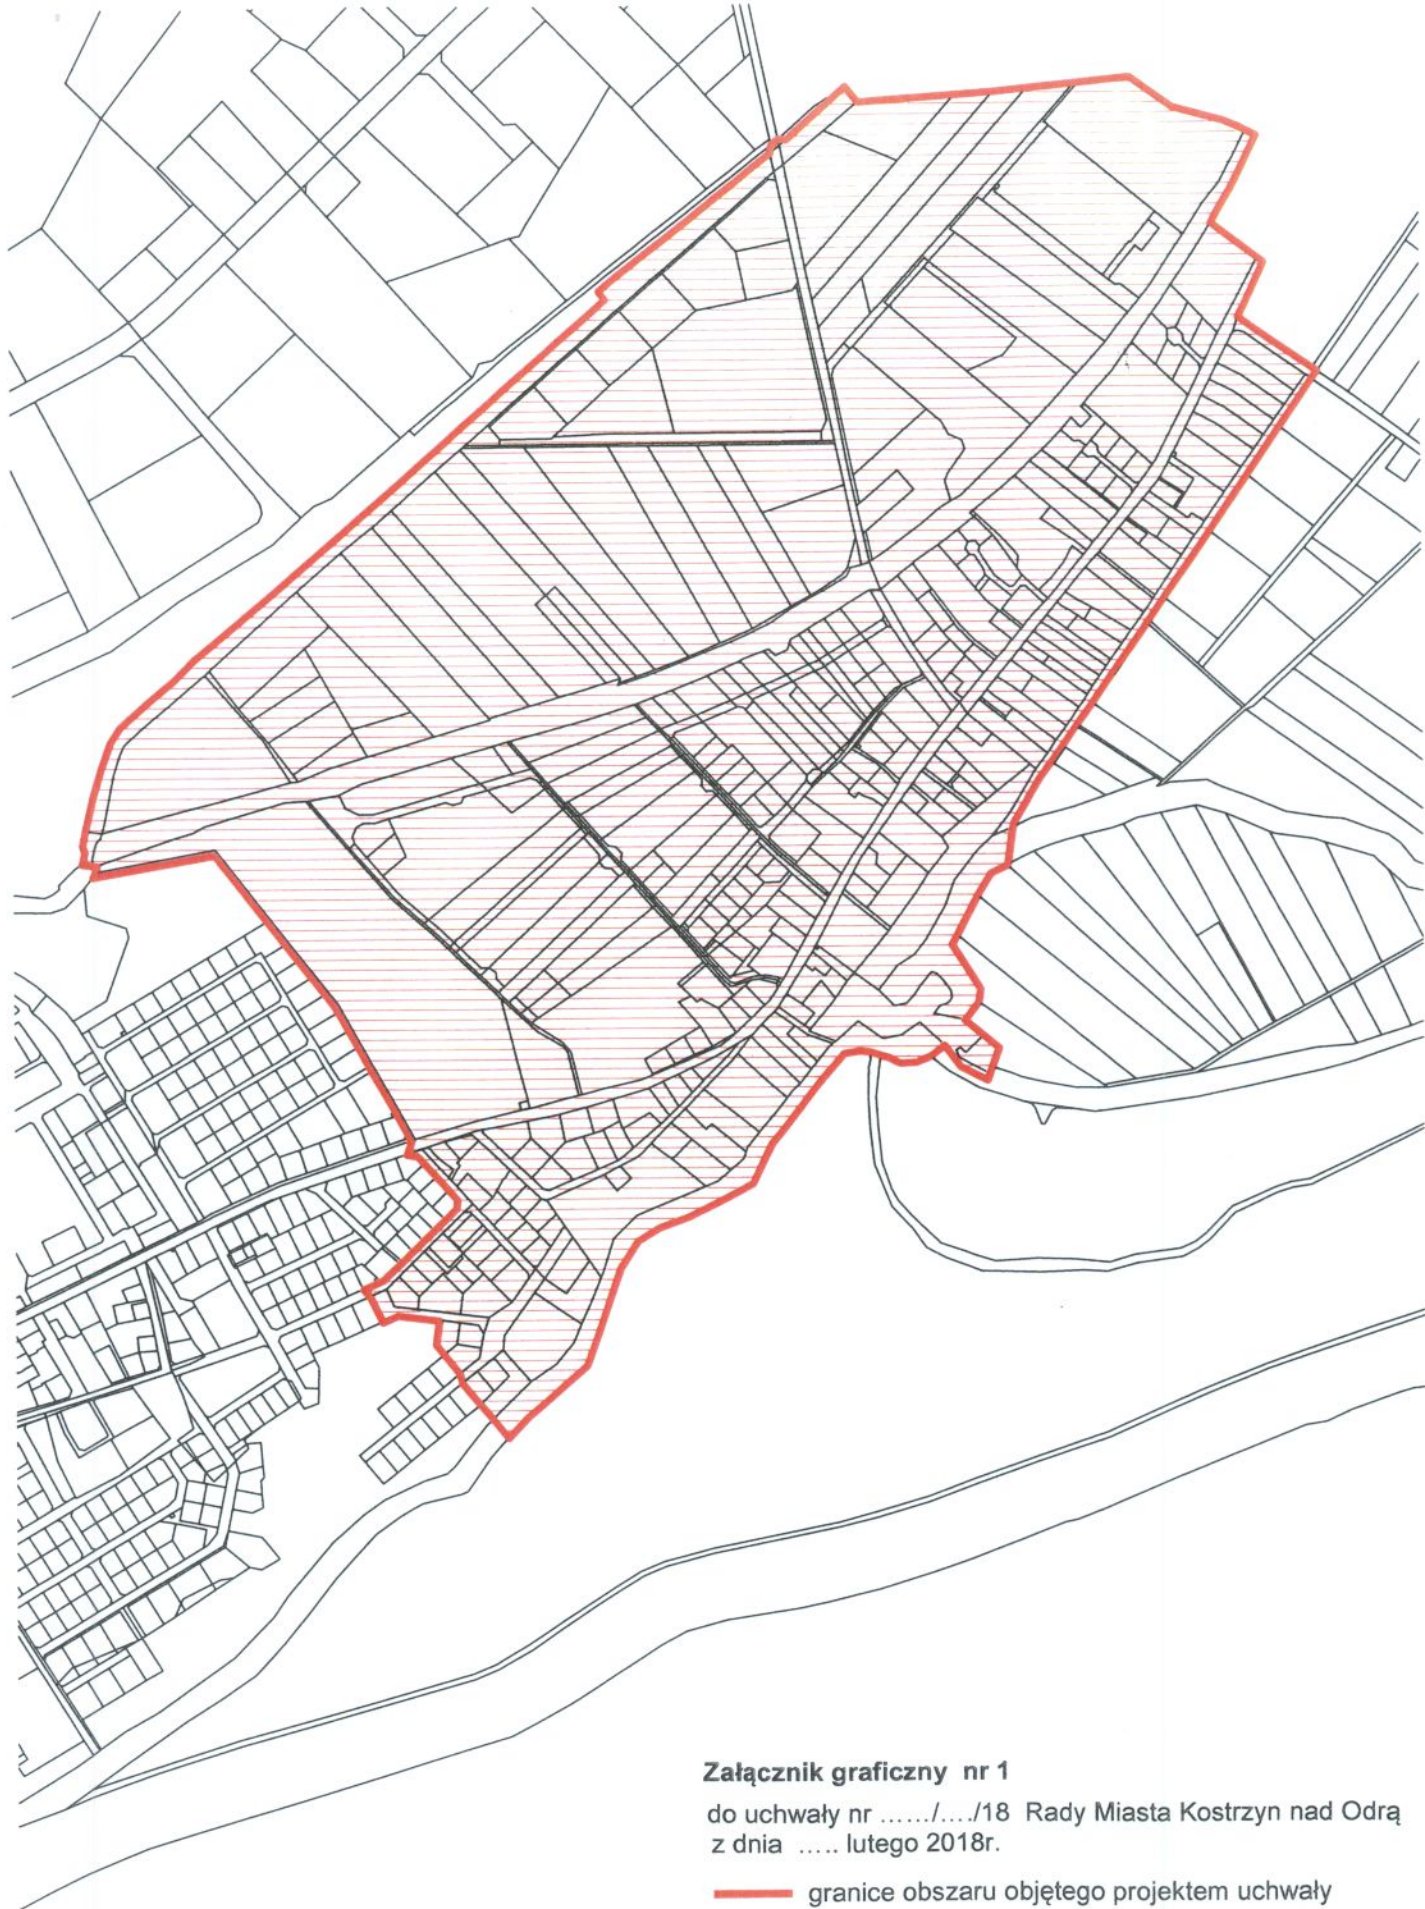 Załącznik graficzny nr 1
do uchwały nr ....../..../18 Rady Miasta Kostrzyn nad Odrą
z dnia ..... lutego 2018r.
granice obszaru objętego projektem uchwały